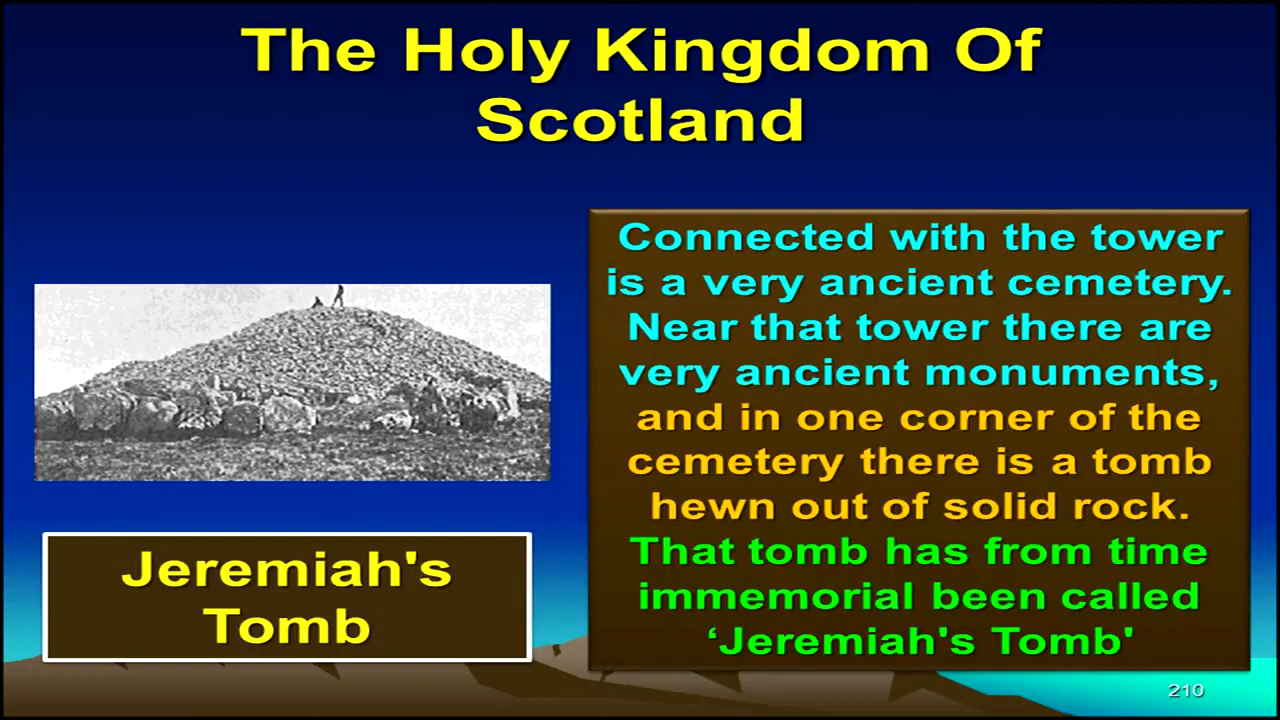 The Holy Kingdom Of
Scotland
Connected with the tower
is a very ancient cemetery.
Near that tower there are
very ancient monuments,
and in one corner of the
cemetery there is a tomb
hewn out of solid rock.
That tomb has from time
immemorial been called
‘Jeremiah's Tomb'
Jeremiah's
Tomb
210